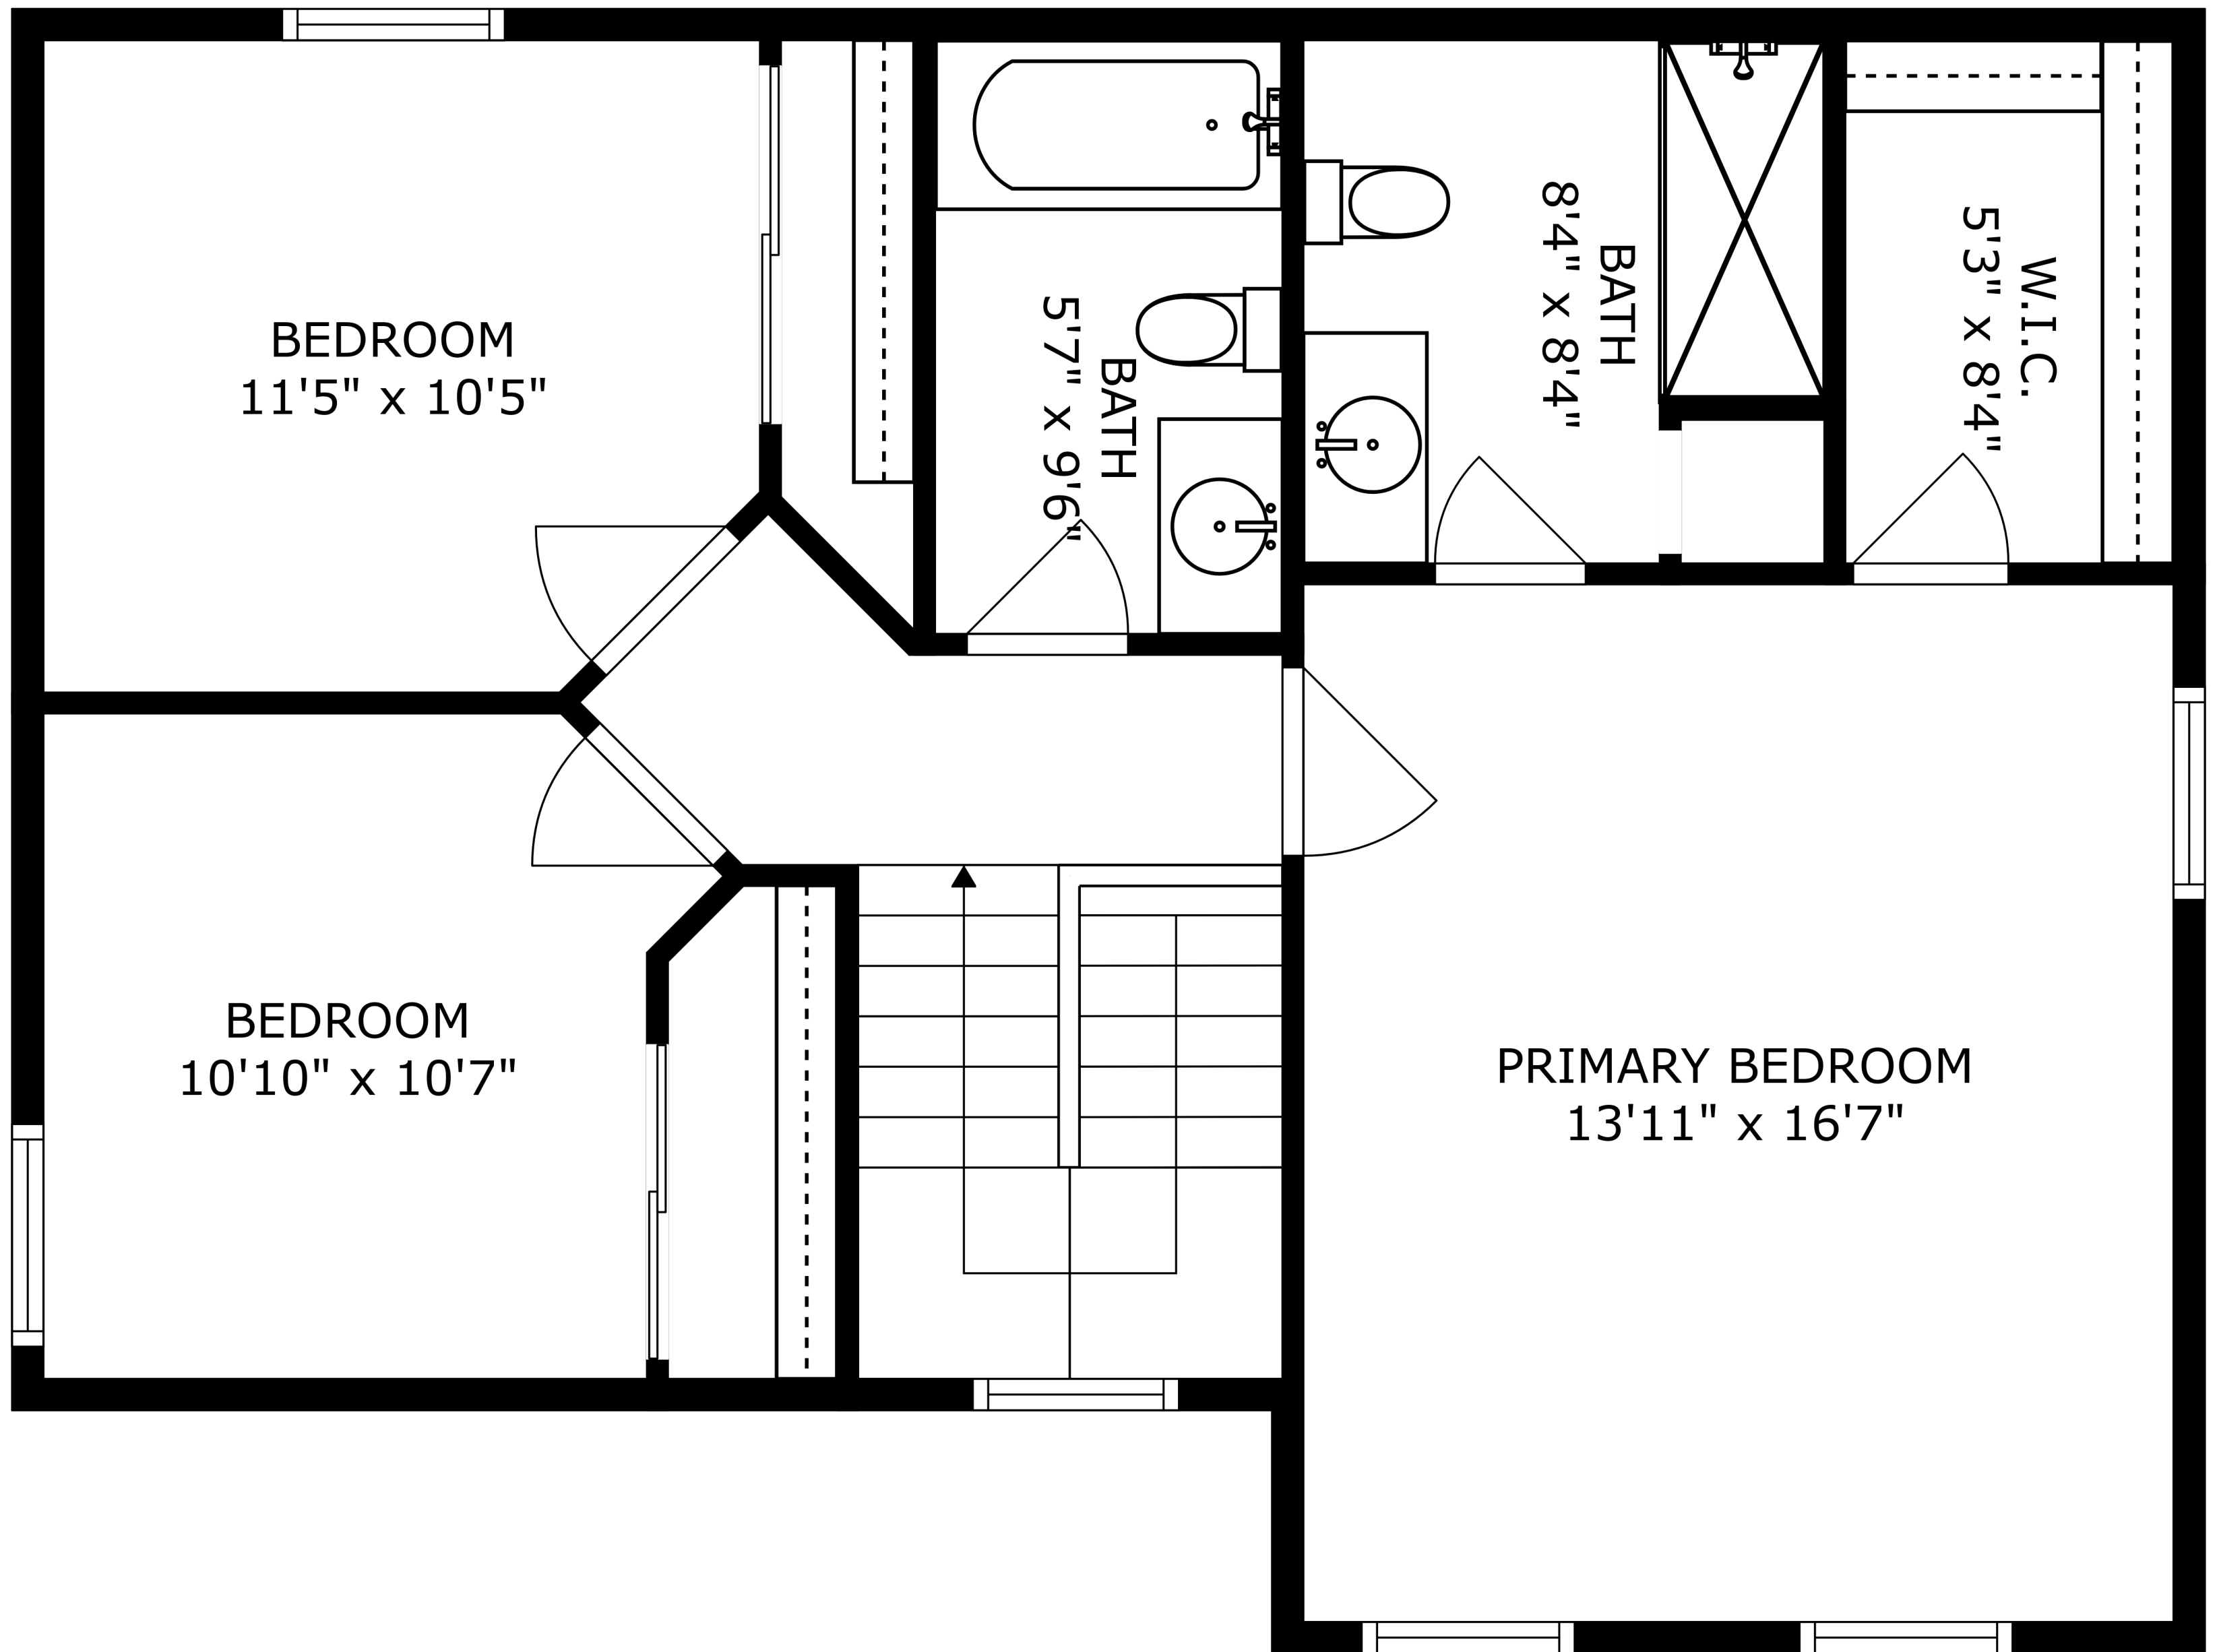 BEDROOM
11'5" x 10'5"
BATH
5'7" x 9'6"
BATH
8'4" x 8'4"
W.I.C.
5'3" x 8'4"
BEDROOM
10'10" x 10'7"
PRIMARY BEDROOM
13'11" x 16'7"